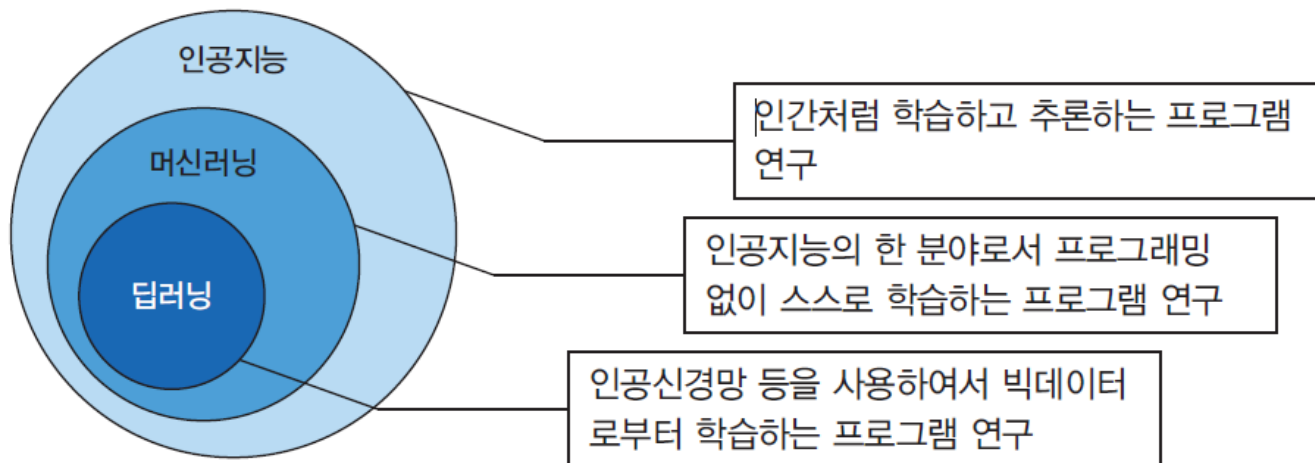 인공지능
인간처럼 학습하고 추론하는 프로그램
연구
머신러닝
인공지능의 한 분야로서 프로그래밍
없이 스스로 학습하는 프로그램 연구
딥러닝
인공신경망 등을 사용하여서 빅데이터
로부터 학습하는 프로그램 연구